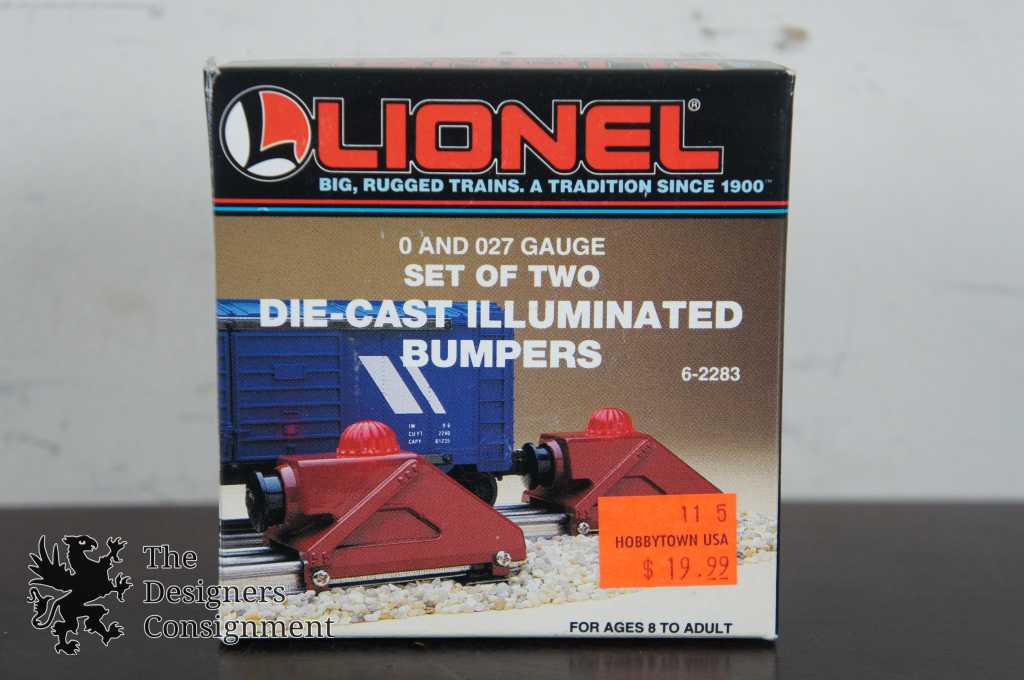 LIONEL®
BIG, RUGGED TRAINS. A TRADITION SINCE 1900™
0 AND 027 GAUGE
SET OF TWO
DIE-CAST ILLUMINATED
BUMPERS
6-2283
11 5
HOBBYTOWN USA
$ 19.99
FOR AGES 8 TO ADULT
The
Designers
Consignment